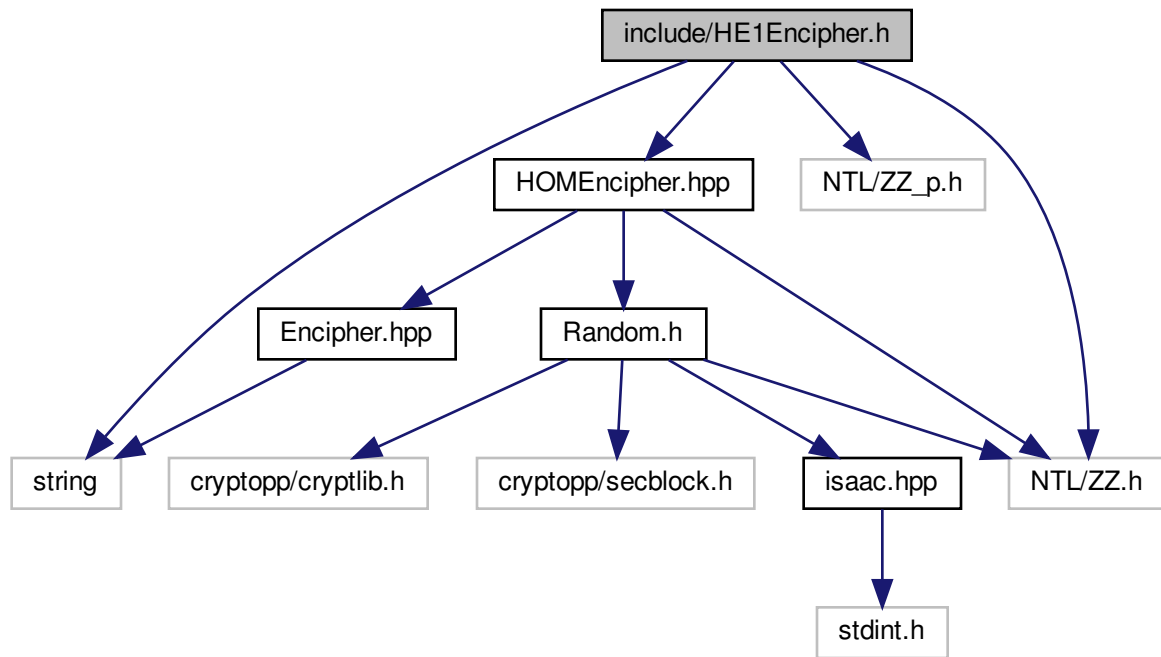 include/HE1Encipher.h
HOMEncipher.hpp
NTL/ZZ_p.h
Encipher.hpp
Random.h
string
cryptopp/cryptlib.h
cryptopp/secblock.h
isaac.hpp
NTL/ZZ.h
stdint.h